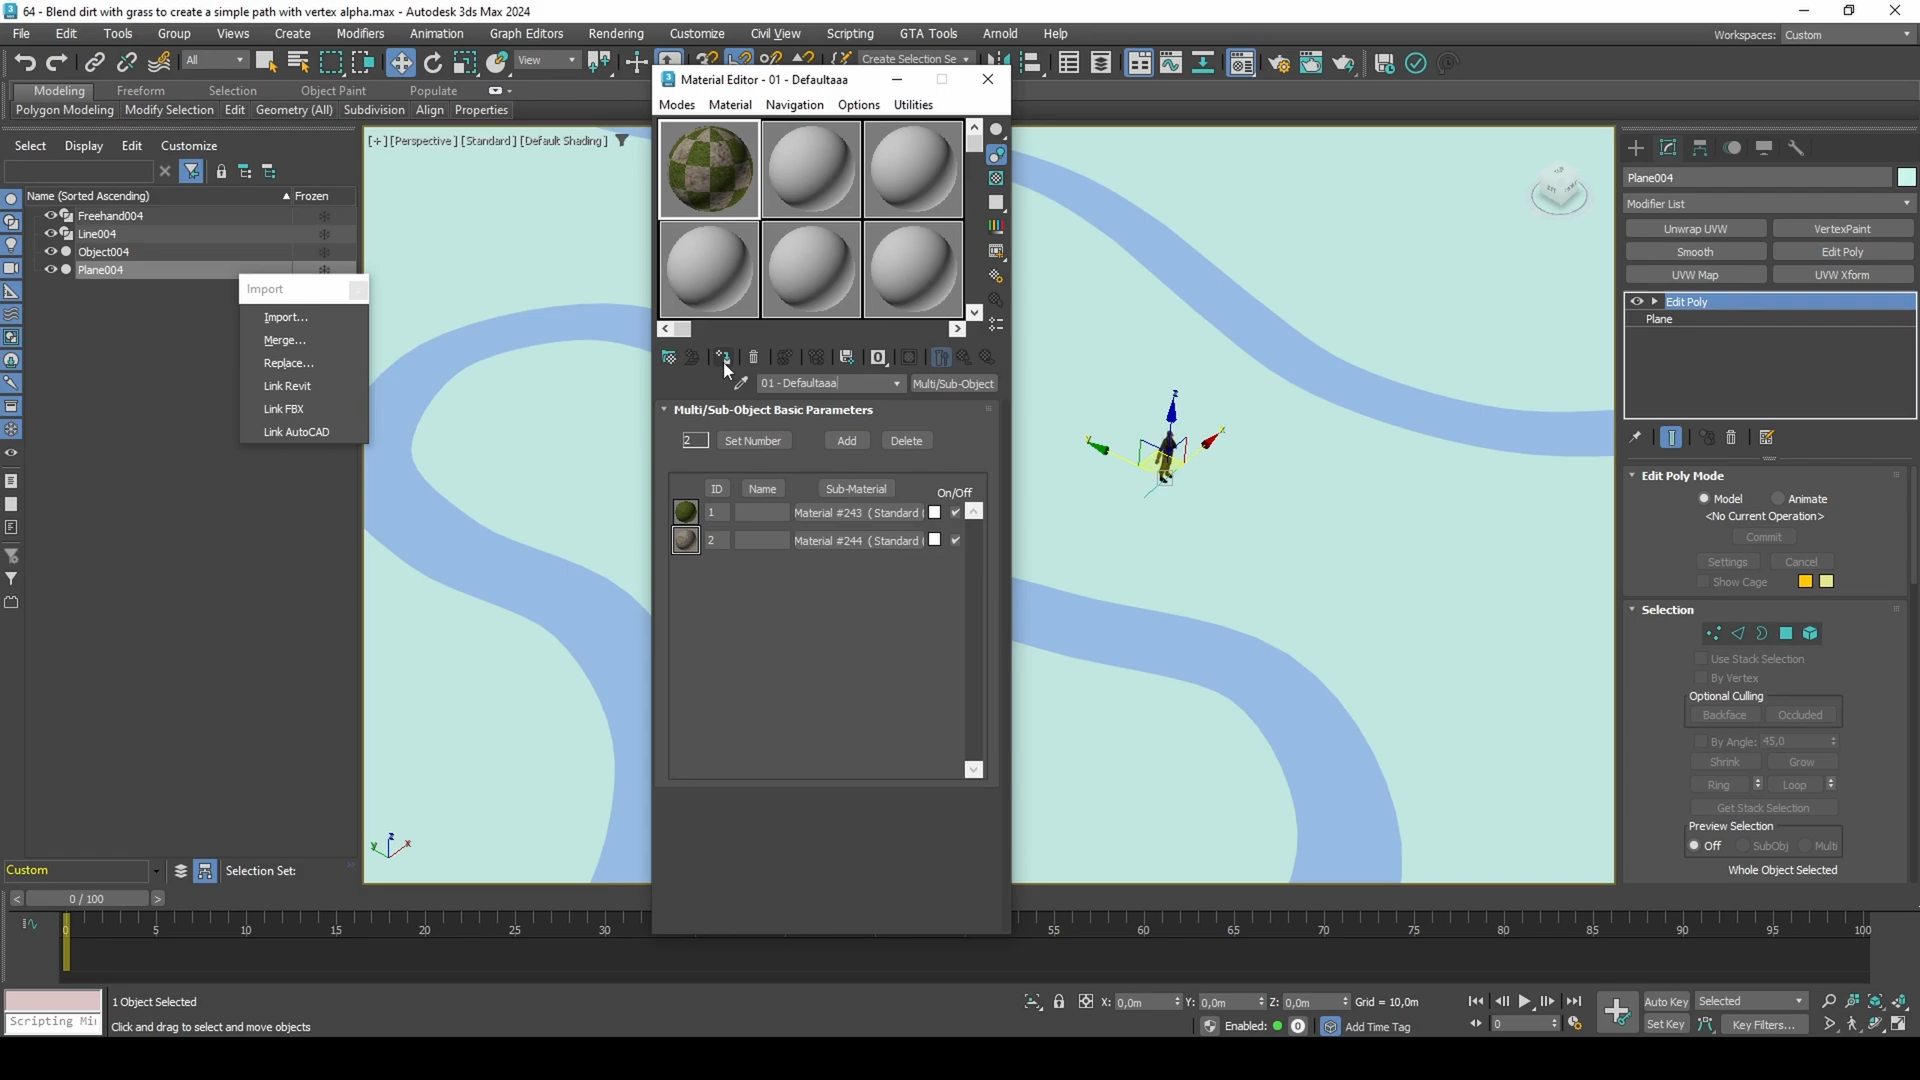 64 - Blend dirt with grass to create a simple path with vertex alpha.max - Autodesk 3ds Max 2024
File Edit Tools Group Views Create Modifiers Animation Graph Editors Rendering Customize Civil View Scripting GTA Tools Arnold Help
Workspaces: Custom
All View Create Selection Se
Modeling Freeform Selection Object Paint Populate
Polygon Modeling Modify Selection Edit Geometry (All) Subdivision Align Properties
Select Display Edit Customize
Name (Sorted Ascending) Frozen
Freehand004
Line004
Object004
Plane004
Import
Import...
Merge...
Replace...
Link Revit
Link FBX
Link AutoCAD
[+] [Perspective] [Standard] [Default Shading]
Material Editor - 01 - Defaultaaa
Modes Material Navigation Options Utilities
01 - Defaultaaa Multi/Sub-Object
Multi/Sub-Object Basic Parameters
2 Set Number Add Delete
ID Name Sub-Material On/Off
1 Material #243 (Standard
2 Material #244 (Standard
Plane004
Modifier List
Unwrap UVW VertexPaint
Smooth Edit Poly
UVW Map UVW Xform
Edit Poly
Plane
Edit Poly Mode
Model Animate
<No Current Operation>
Commit
Settings Cancel
Show Cage
Selection
Use Stack Selection
By Vertex
Optional Culling
Backface Occluded
By Angle: 45,0
Shrink Grow
Ring Loop
Get Stack Selection
Preview Selection
Off SubObj Multi
Whole Object Selected
Custom Selection Set:
0 / 100
0 5 10 15 20 25 30 55 60 65 70 75 80 85 90 95 100
1 Object Selected
Scripting Mi
Click and drag to select and move objects
X: 0,0m Y: 0,0m Z: 0,0m Grid = 10,0m
Enabled: 0 Add Time Tag
0
Auto Key Selected
Set Key Key Filters...